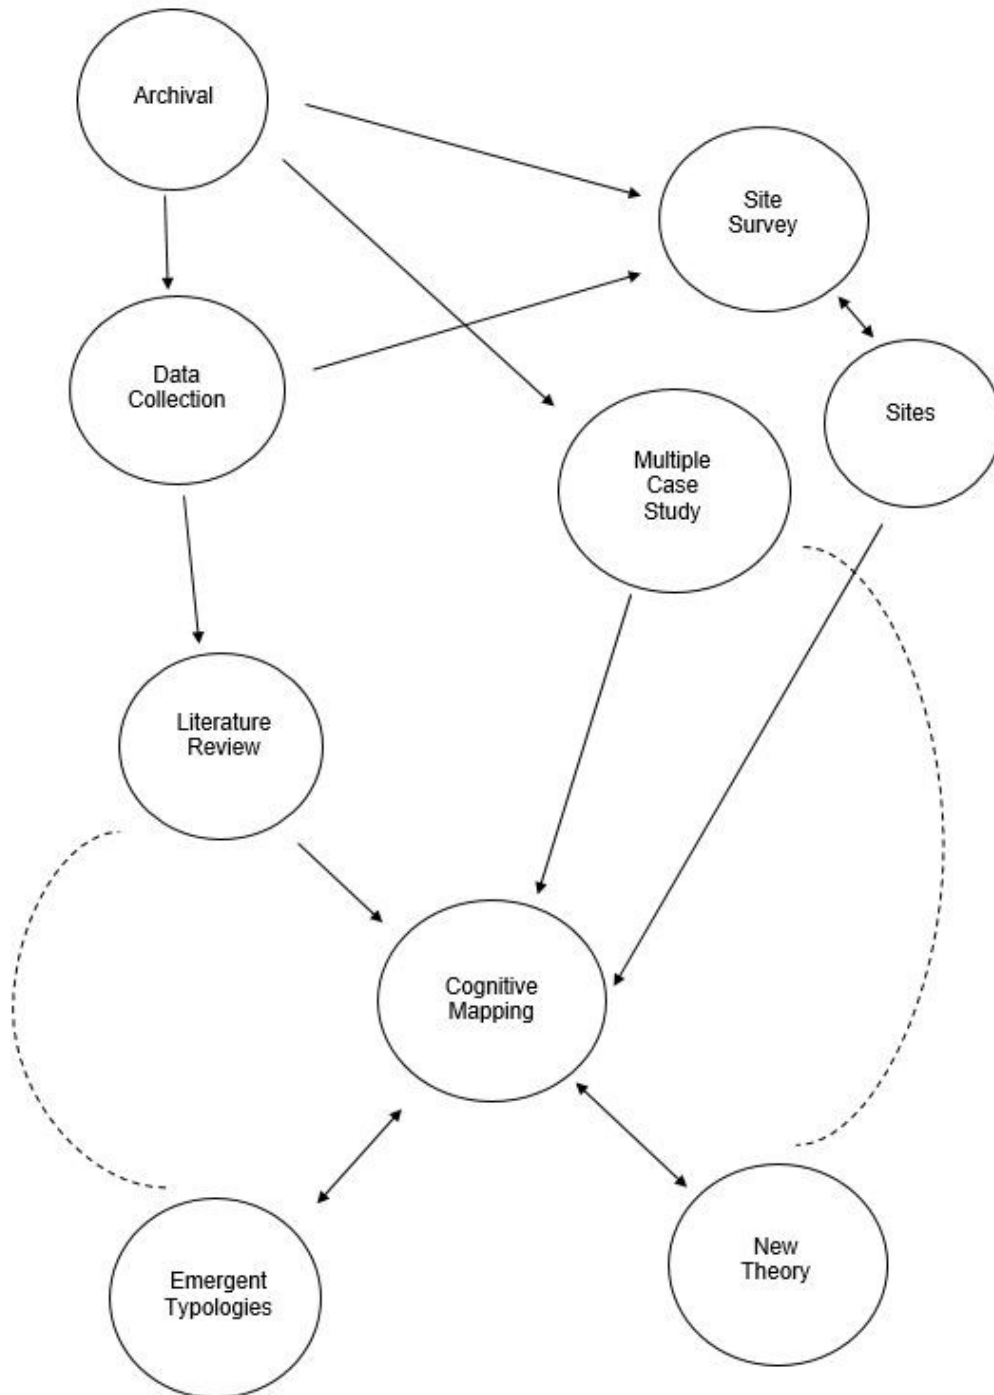 Archival
Site
Survey
Data
Collection
Sites
Multiple
Case
Study
Literature
Review
Cognitive
Mapping
New
Theory
Emergent
Typologies